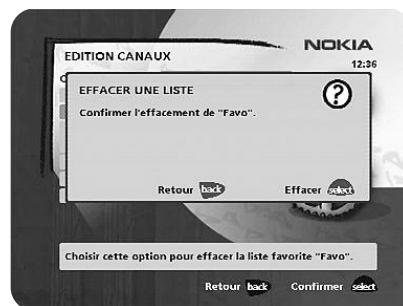 NOKIA
EDITION CANAUX
12:36
EFFACER UNE LISTE
?
Confirmer l'effacement de "Favo".
Retour back Effacer select
Choisir cette option pour effacer la liste favorite "Favo".
Retour back Confirmer select